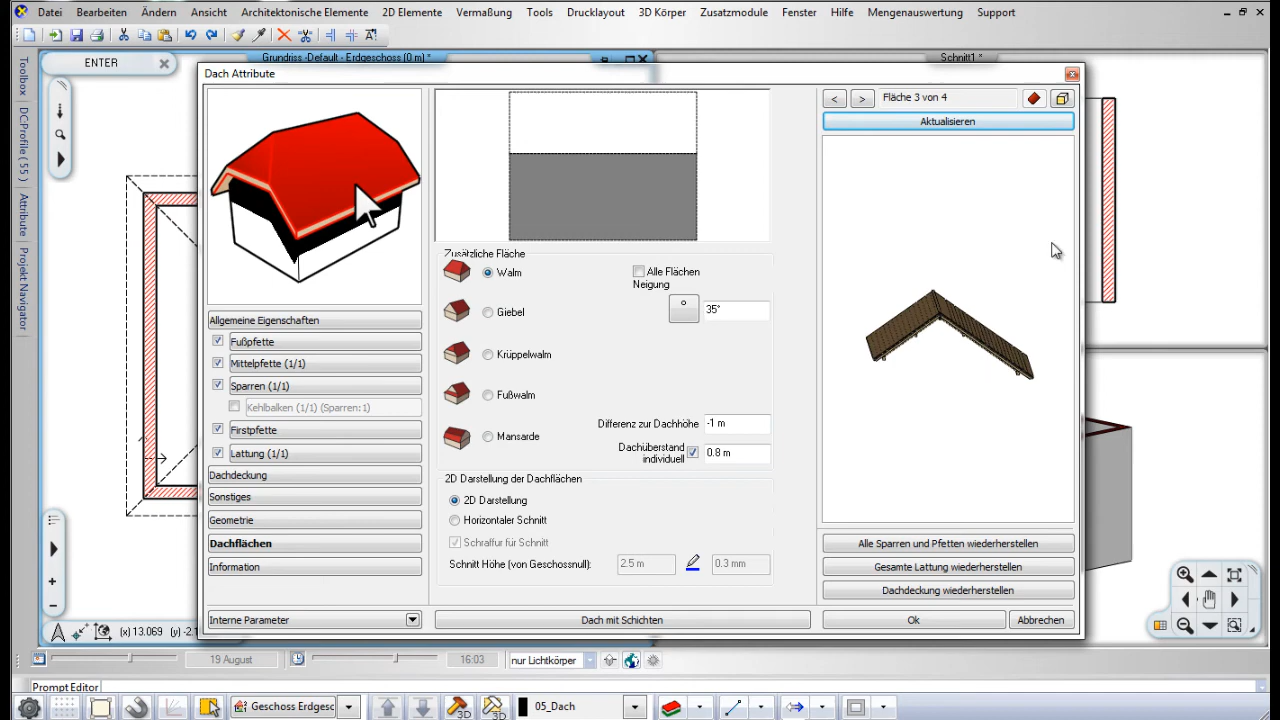 Datei Bearbeiten Ändern Ansicht Architektonische Elemente 2D Elemente Vermaßung Tools Drucklayout 3D Körper Zusatzmodule Fenster Hilfe Mengenauswertung Support
Grundriss -Default - Erdgeschoss (0 m) *
Schnitt1 *
ENTER
Toolbox
DCProfile ( 55 )
Attribute
Projekt Navigator
Dach Attribute
Fläche 3 von 4
Aktualisieren
Zusätzliche Fläche
Walm
Alle Flächen
Neigung
35°
Giebel
Krüppelwalm
Fußwalm
Mansarde
Differenz zur Dachhöhe
-1 m
Dachüberstand
individuell
0.8 m
2D Darstellung der Dachflächen
2D Darstellung
Horizontaler Schnitt
Schraffur für Schnitt
Schnitt Höhe (von Geschossnull):
2.5 m
0.3 mm
Allgemeine Eigenschaften
Fußpfette
Mittelpfette (1/1)
Sparren (1/1)
Kehlbalken (1/1) (Sparren:1)
Firstpfette
Lattung (1/1)
Dachdeckung
Sonstiges
Geometrie
Dachflächen
Information
Interne Parameter
Dach mit Schichten
Alle Sparren und Pfetten wiederherstellen
Gesamte Lattung wiederherstellen
Dachdeckung wiederherstellen
Ok
Abbrechen
(x) 13.069 (y) -2.
19 August
16:03
nur Lichtkörper
Prompt Editor
3D
3D
Geschoss Erdgesc
05_Dach